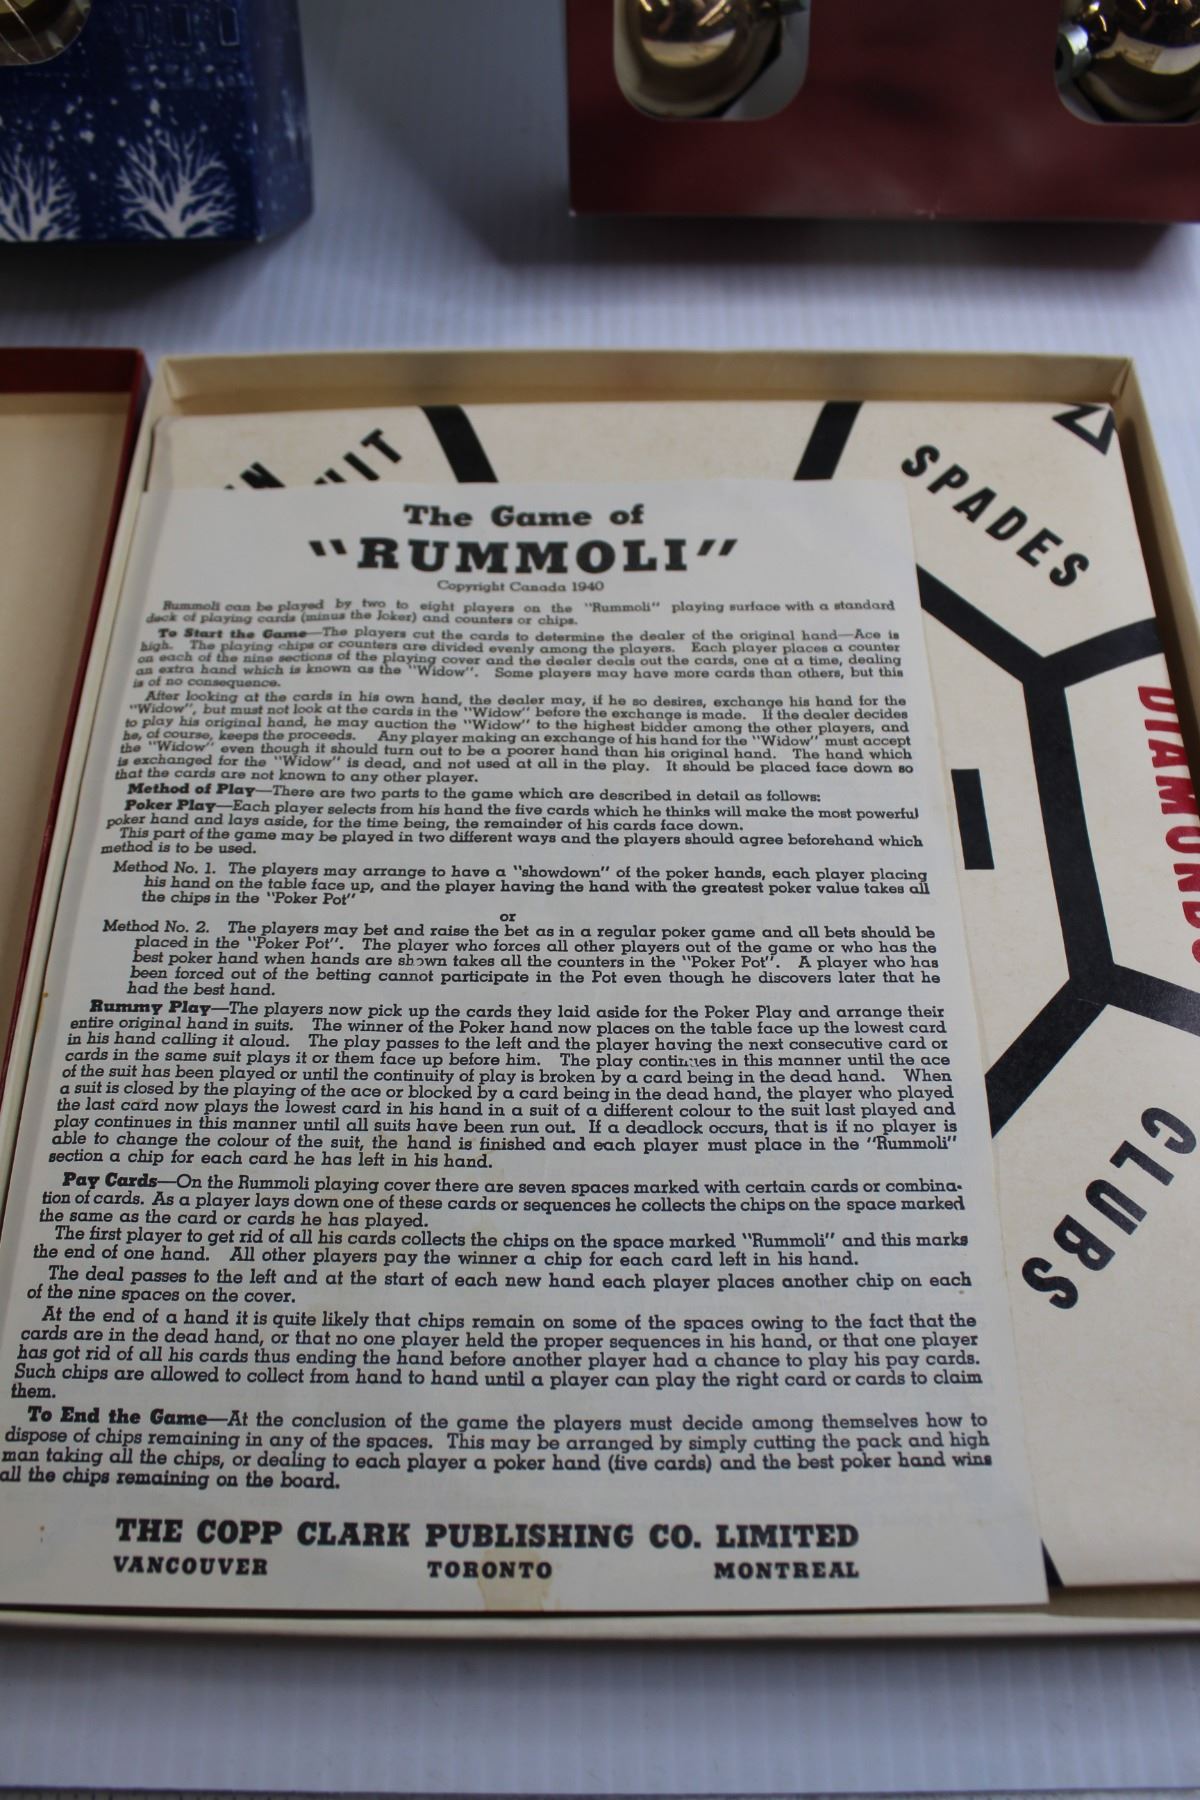 IN
SUIT
SPADES
DIAMONDS
CLUBS
The Game of
"RUMMOLI"
Copyright Canada 1940
Rummoli can be played by two to eight players on the "Rummoli" playing surface with a standard
deck of playing cards (minus the Joker) and counters or chips.
To Start the Game—The players cut the cards to determine the dealer of the original hand—Ace is
high. The playing chips or counters are divided evenly among the players. Each player places a counter
on each of the nine sections of the playing cover and the dealer deals out the cards, one at a time, dealing
an extra hand which is known as the "Widow". Some players may have more cards than others, but this
is of no consequence.
After looking at the cards in his own hand, the dealer may, if he so desires, exchange his hand for the
"Widow", but must not look at the cards in the "Widow" before the exchange is made. If the dealer decides
to play his original hand, he may auction the "Widow" to the highest bidder among the other players, and
he, of course, keeps the proceeds. Any player making an exchange of his hand for the "Widow" must accept
the "Widow" even though it should turn out to be a poorer hand than his original hand. The hand which
is exchanged for the "Widow" is dead, and not used at all in the play. It should be placed face down so
that the cards are not known to any other player.
Method of Play—There are two parts to the game which are described in detail as follows:
Poker Play—Each player selects from his hand the five cards which he thinks will make the most powerful
poker hand and lays aside, for the time being, the remainder of his cards face down.
This part of the game may be played in two different ways and the players should agree beforehand which
method is to be used.
Method No. 1. The players may arrange to have a "showdown" of the poker hands, each player placing
his hand on the table face up, and the player having the hand with the greatest poker value takes all
the chips in the "Poker Pot"
or
Method No. 2. The players may bet and raise the bet as in a regular poker game and all bets should be
placed in the "Poker Pot". The player who forces all other players out of the game or who has the
best poker hand when hands are shown takes all the counters in the "Poker Pot". A player who has
been forced out of the betting cannot participate in the Pot even though he discovers later that he
had the best hand.
Rummy Play—The players now pick up the cards they laid aside for the Poker Play and arrange their
entire original hand in suits. The winner of the Poker hand now places on the table face up the lowest card
in his hand calling it aloud. The play passes to the left and the player having the next consecutive card or
cards in the same suit plays it or them face up before him. The play continues in this manner until the ace
of the suit has been played or until the continuity of play is broken by a card being in the dead hand. When
a suit is closed by the playing of the ace or blocked by a card being in the dead hand, the player who played
the last card now plays the lowest card in his hand in a suit of a different colour to the suit last played and
play continues in this manner until all suits have been run out. If a deadlock occurs, that is if no player is
able to change the colour of the suit, the hand is finished and each player must place in the "Rummoli"
section a chip for each card he has left in his hand.
Pay Cards—On the Rummoli playing cover there are seven spaces marked with certain cards or combina-
tion of cards. As a player lays down one of these cards or sequences he collects the chips on the space marked
the same as the card or cards he has played.
The first player to get rid of all his cards collects the chips on the space marked "Rummoli" and this marks
the end of one hand. All other players pay the winner a chip for each card left in his hand.
The deal passes to the left and at the start of each new hand each player places another chip on each
of the nine spaces on the cover.
At the end of a hand it is quite likely that chips remain on some of the spaces owing to the fact that the
cards are in the dead hand, or that no one player held the proper sequences in his hand, or that one player
has got rid of all his cards thus ending the hand before another player had a chance to play his pay cards.
Such chips are allowed to collect from hand to hand until a player can play the right card or cards to claim
them.
To End the Game—At the conclusion of the game the players must decide among themselves how to
dispose of chips remaining in any of the spaces. This may be arranged by simply cutting the pack and high
man taking all the chips, or dealing to each player a poker hand (five cards) and the best poker hand wins
all the chips remaining on the board.
THE COPP CLARK PUBLISHING CO. LIMITED
VANCOUVER TORONTO MONTREAL